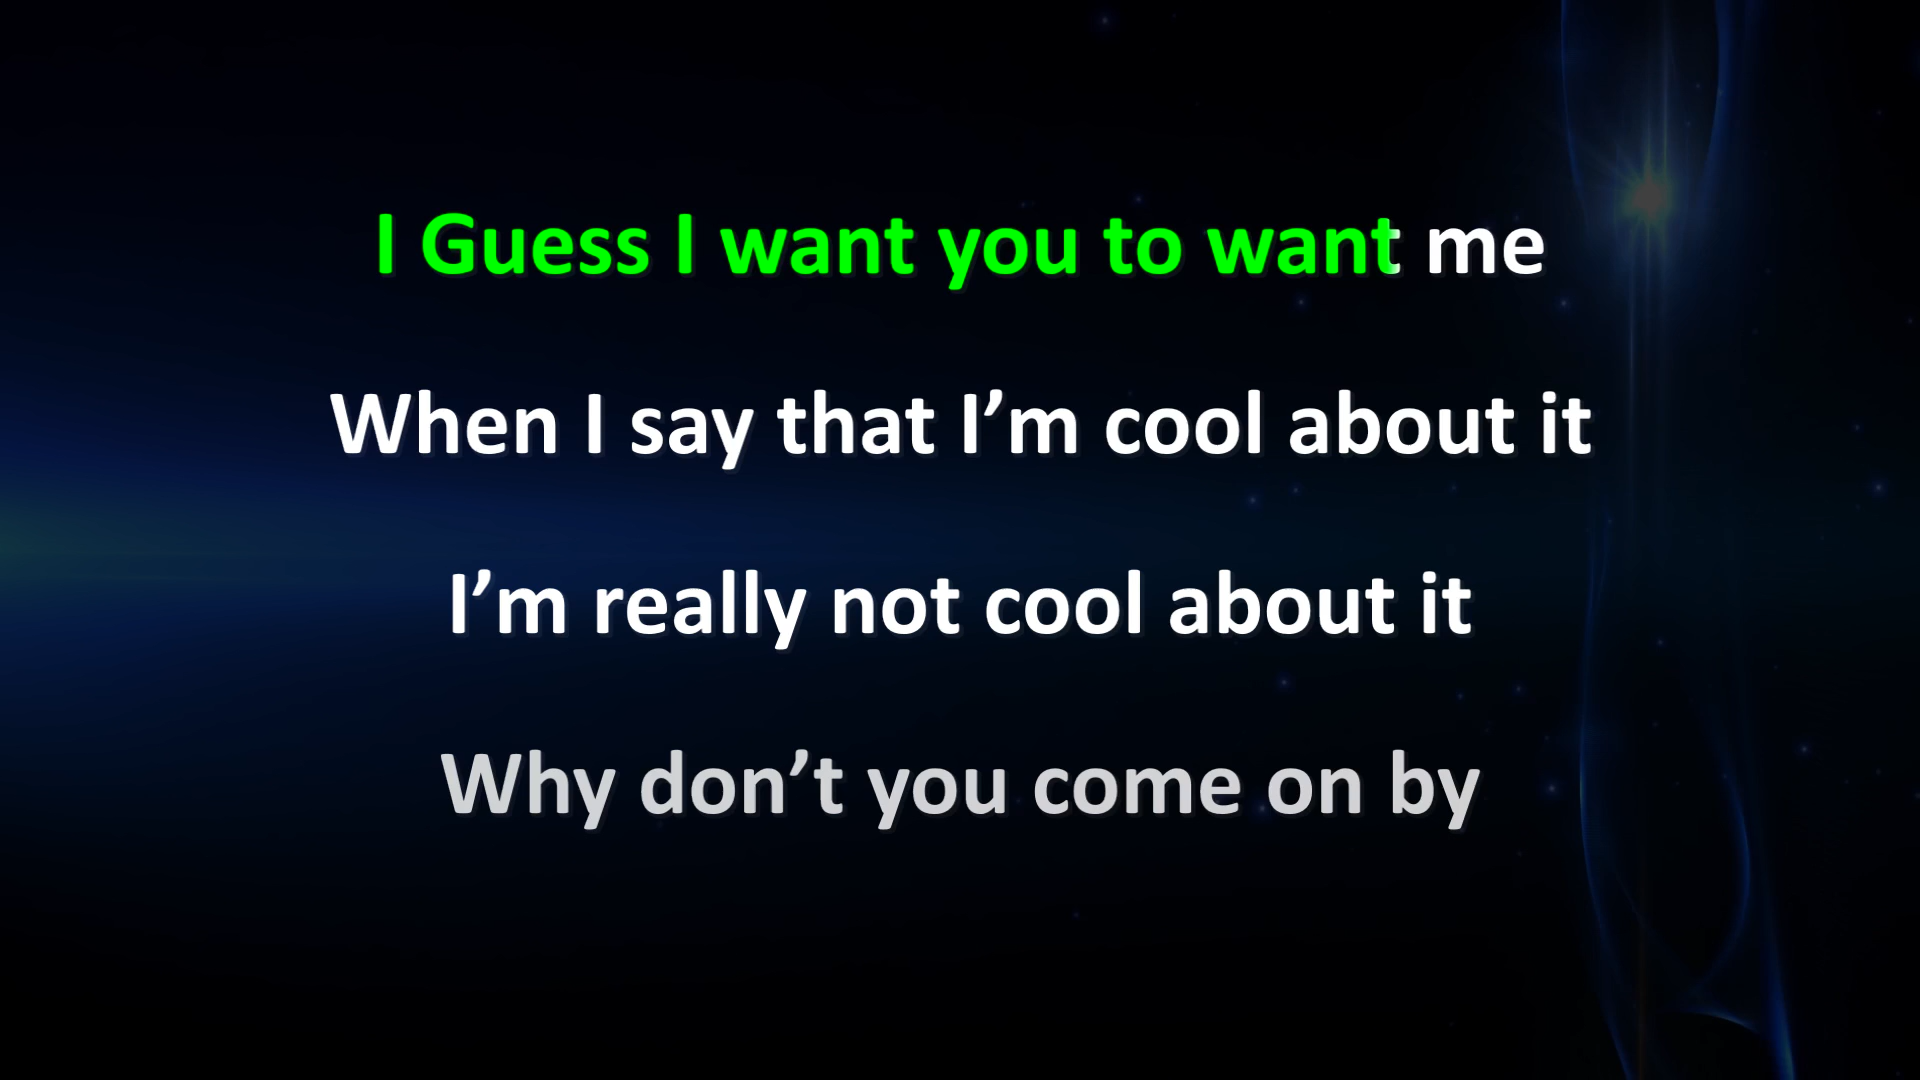 I Guess I want you to want me
When I say that I’m cool about it
I’m really not cool about it
Why don’t you come on by